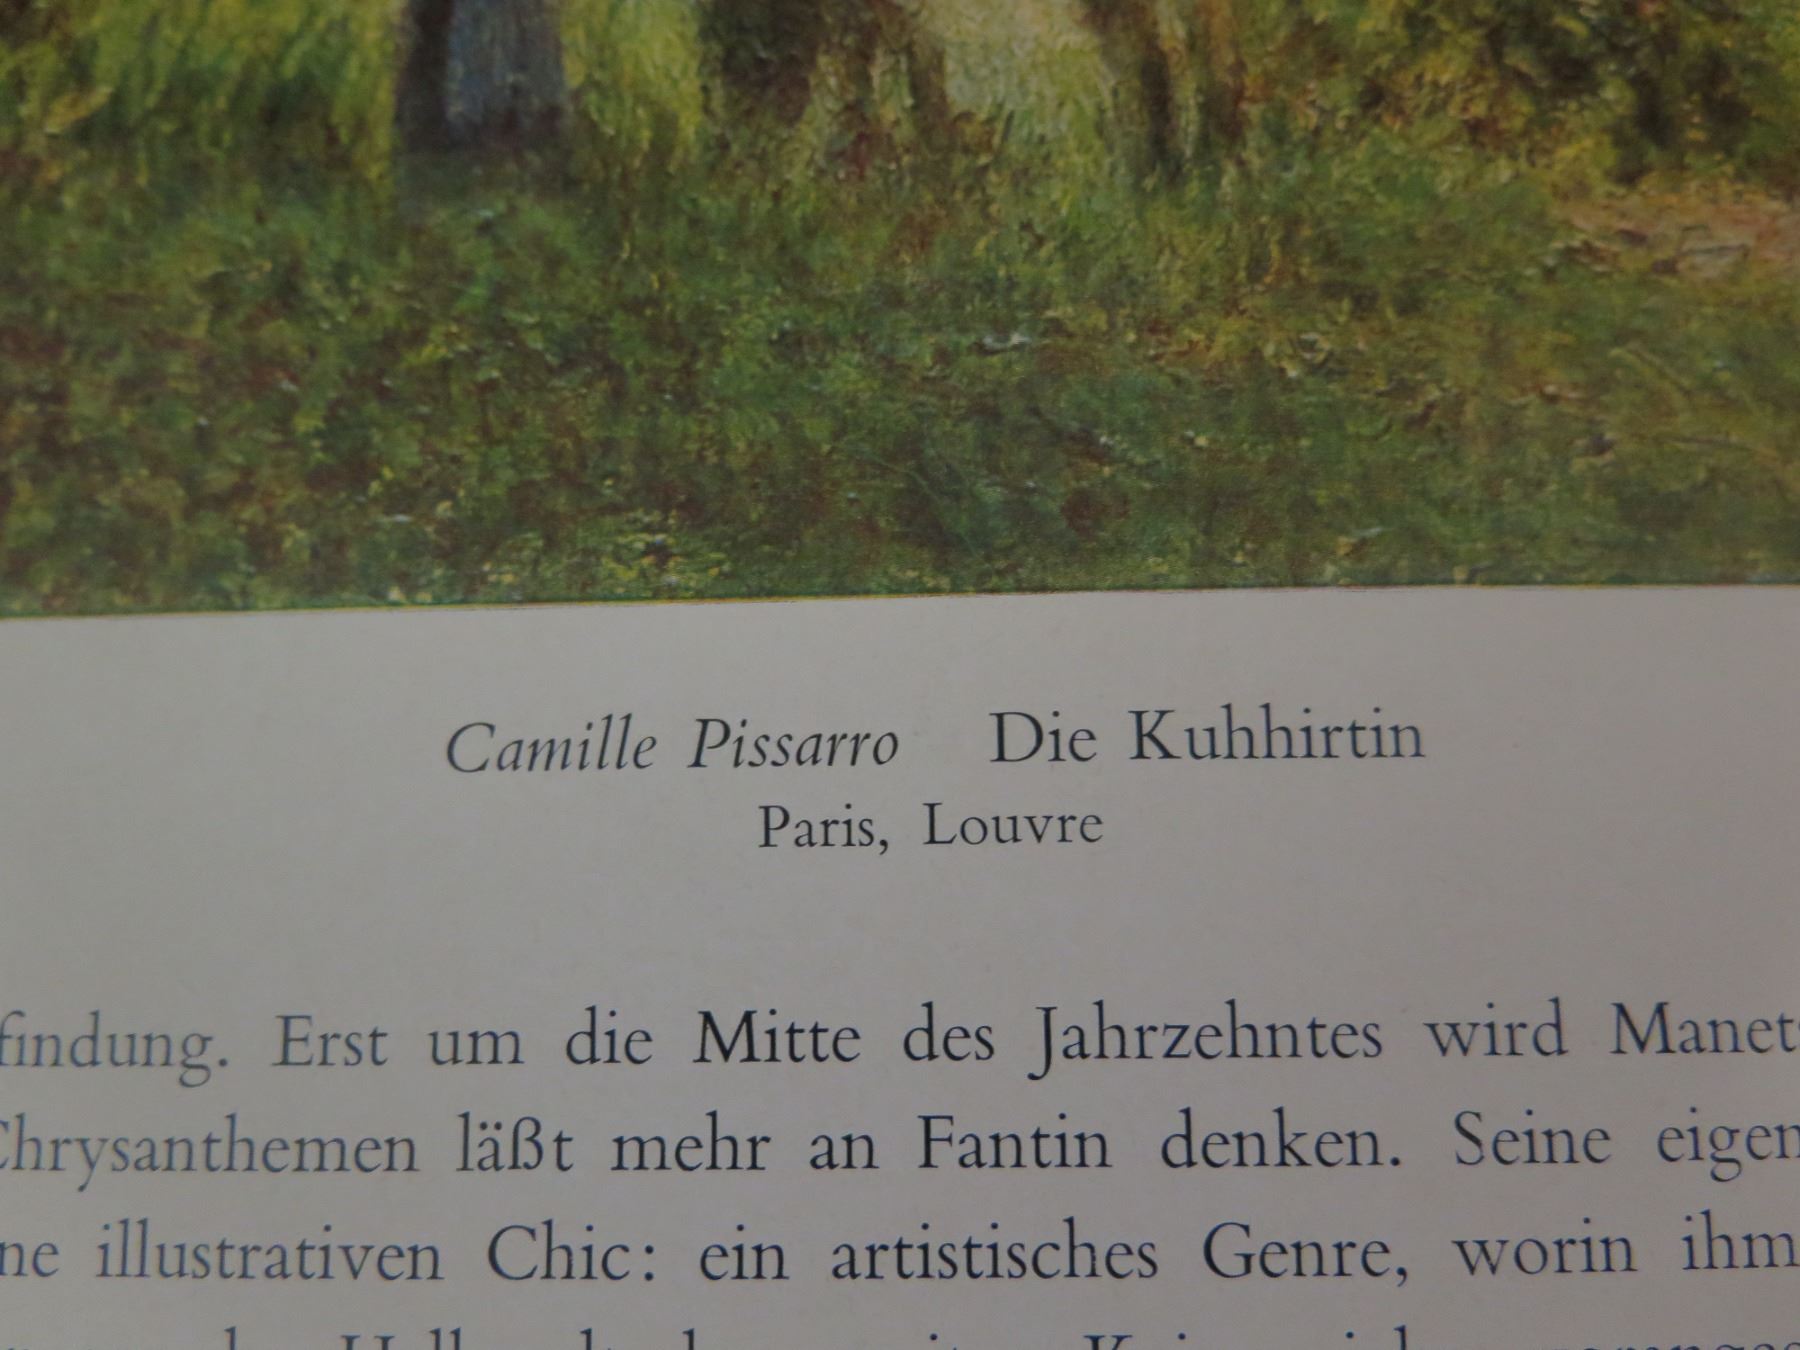 Camille Pissarro Die Kuhhirtin
Paris, Louvre
findung. Erst um die Mitte des Jahrzehntes wird Manets
Chrysanthemen läßt mehr an Fantin denken. Seine eigen
ne illustrativen Chic: ein artistisches Genre, worin ihm